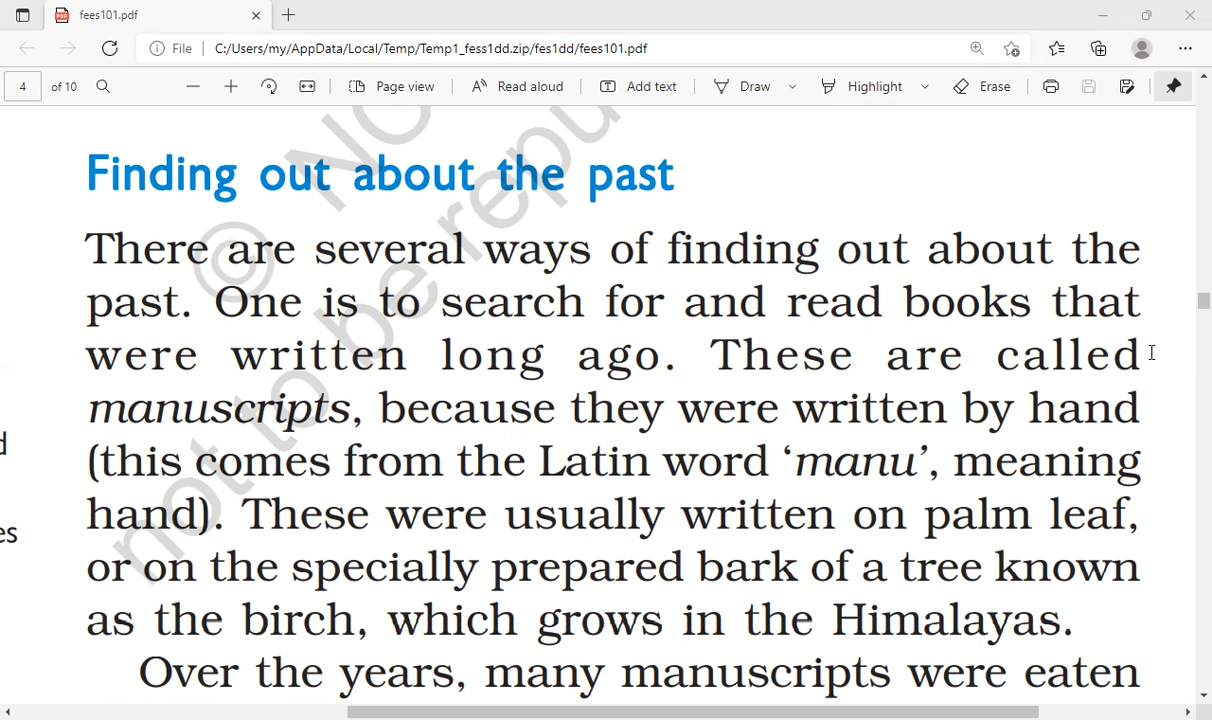 fees101.pdf
File C:/Users/my/AppData/Local/Temp/Temp1_fess1dd.zip/fes1dd/fees101.pdf
4 of 10 Page view Read aloud Add text Draw Highlight Erase
Finding out about the past
There are several ways of finding out about the
past. One is to search for and read books that
were written long ago. These are called
manuscripts, because they were written by hand
(this comes from the Latin word ‘manu’, meaning
hand). These were usually written on palm leaf,
or on the specially prepared bark of a tree known
as the birch, which grows in the Himalayas.
Over the years, many manuscripts were eaten
© NO
not to be repu